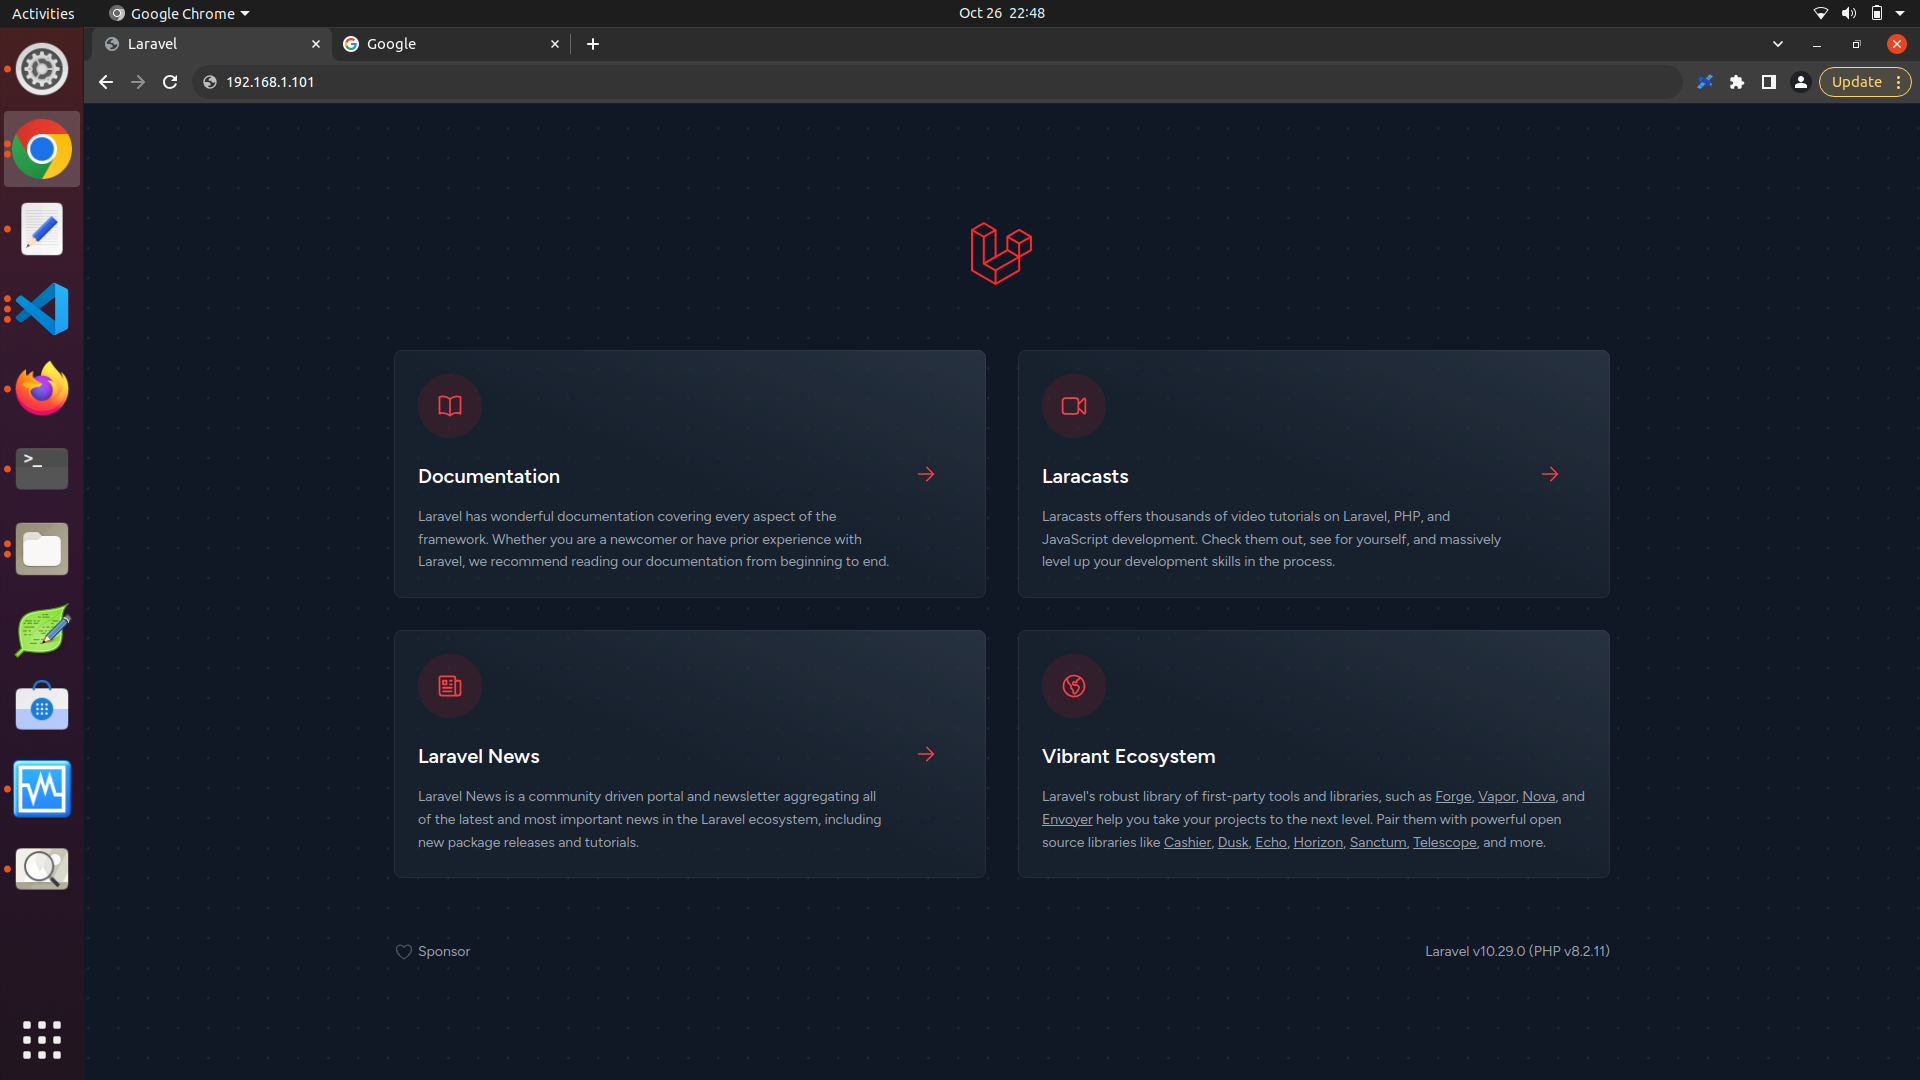 Activities
Google Chrome
Oct 26 22:48
Laravel
Google
192.168.1.101
Update
>_
Documentation
Laravel has wonderful documentation covering every aspect of the
framework. Whether you are a newcomer or have prior experience with
Laravel, we recommend reading our documentation from beginning to end.
Laracasts
Laracasts offers thousands of video tutorials on Laravel, PHP, and
JavaScript development. Check them out, see for yourself, and massively
level up your development skills in the process.
Laravel News
Laravel News is a community driven portal and newsletter aggregating all
of the latest and most important news in the Laravel ecosystem, including
new package releases and tutorials.
Vibrant Ecosystem
Laravel's robust library of first-party tools and libraries, such as Forge, Vapor, Nova, and
Envoyer help you take your projects to the next level. Pair them with powerful open
source libraries like Cashier, Dusk, Echo, Horizon, Sanctum, Telescope, and more.
Sponsor
Laravel v10.29.0 (PHP v8.2.11)